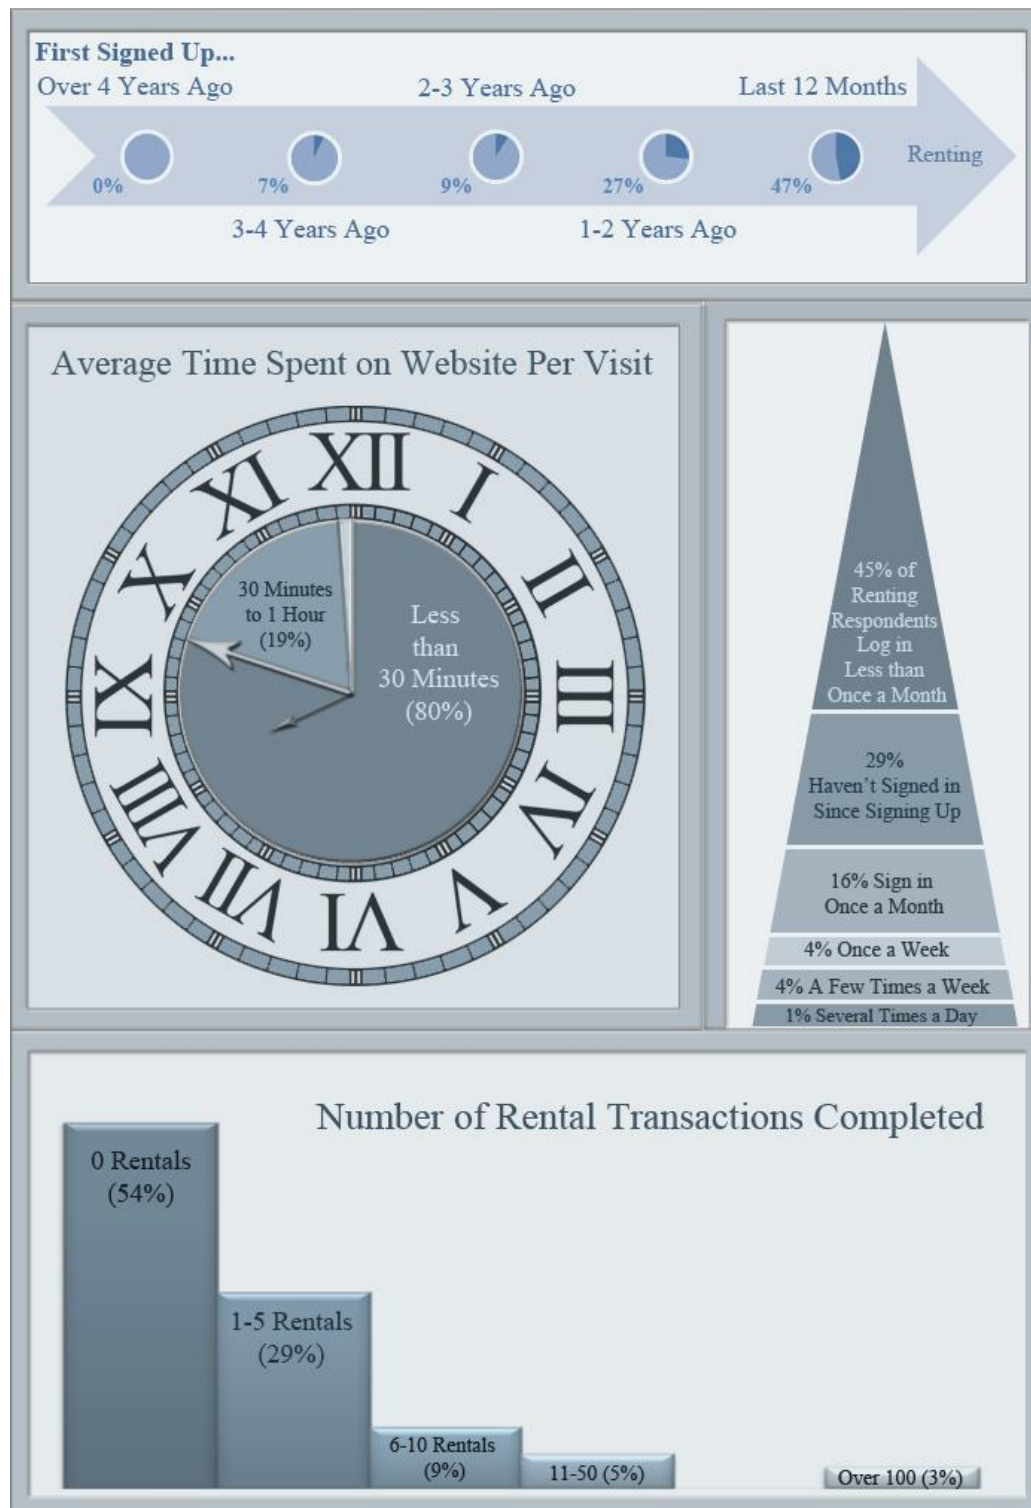 First Signed Up...
Over 4 Years Ago
2-3 Years Ago
Last 12 Months
0%
7%
9%
27%
47%
Renting
3-4 Years Ago
1-2 Years Ago
Average Time Spent on Website Per Visit
XII
I
II
III
IV
V
VI
VII
VIII
IX
X
XI
30 Minutes
to 1 Hour
(19%)
Less
than
30 Minutes
(80%)
45% of
Renting
Respondents
Log in
Less than
Once a Month
29%
Haven't Signed in
Since Signing Up
16% Sign in
Once a Month
4% Once a Week
4% A Few Times a Week
1% Several Times a Day
Number of Rental Transactions Completed
0 Rentals
(54%)
1-5 Rentals
(29%)
6-10 Rentals
(9%)
11-50 (5%)
Over 100 (3%)